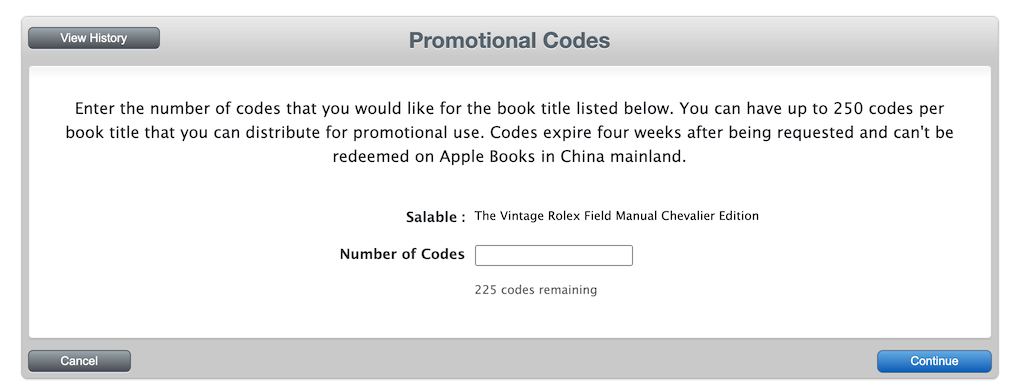 View History
Promotional Codes
Enter the number of codes that you would like for the book title listed below. You can have up to 250 codes per
book title that you can distribute for promotional use. Codes expire four weeks after being requested and can't be
redeemed on Apple Books in China mainland.
Salable : The Vintage Rolex Field Manual Chevalier Edition
Number of Codes
225 codes remaining
Cancel Continue